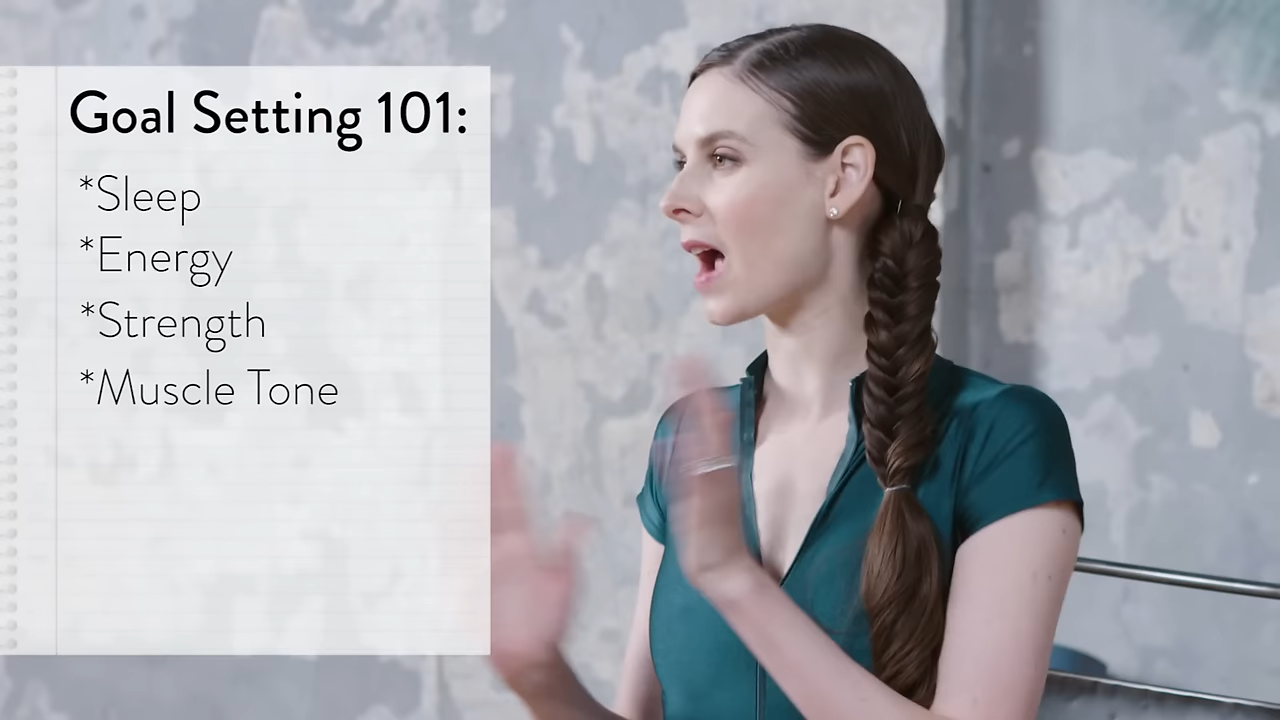 Goal Setting 101:
*Sleep
*Energy
*Strength
*Muscle Tone